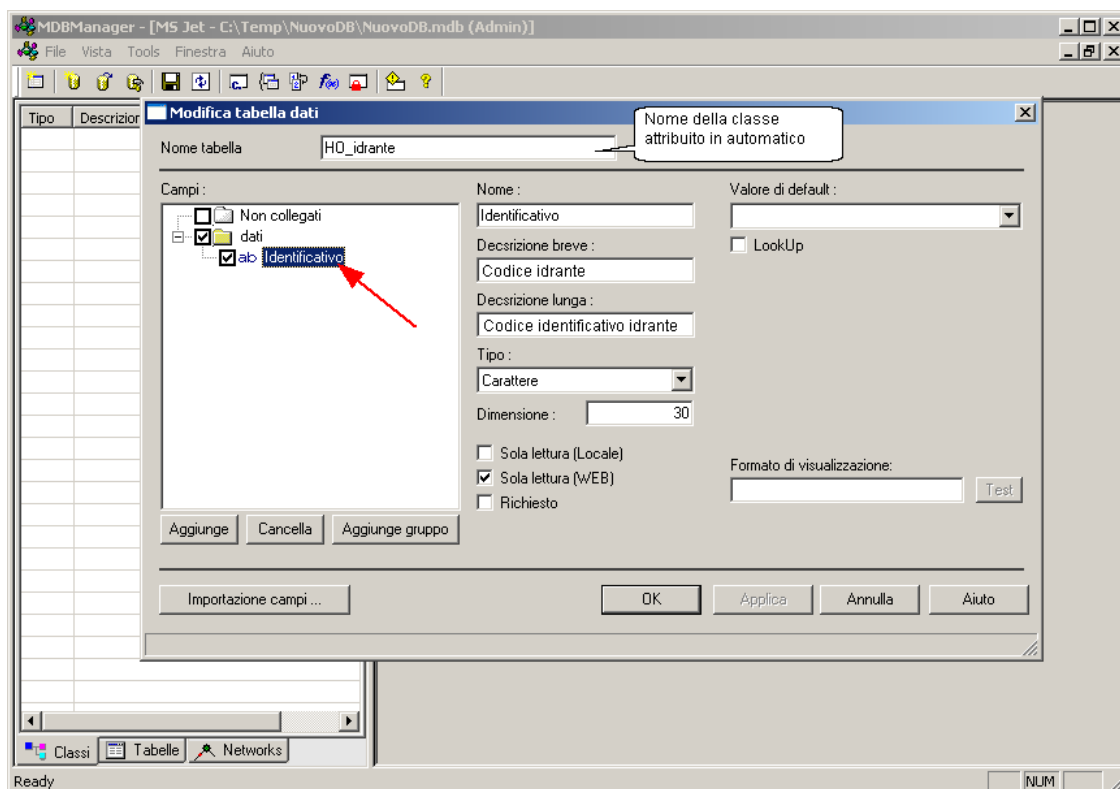 MDBManager - [MS Jet - C:\Temp\NuovoDB\NuovoDB.mdb (Admin)]
File Vista Tools Finestra Aiuto
Tipo Descrizion
Modifica tabella dati
Nome della classe
attribuito in automatico
Nome tabella HO_idrante
Campi :
Non collegati
dati
ab Identificativo
Aggiunge Cancella Aggiunge gruppo
Nome :
Identificativo
Decsrizione breve :
Codice idrante
Decsrizione lunga :
Codice identificativo idrante
Tipo :
Carattere
Dimensione : 30
Sola lettura (Locale)
Sola lettura (WEB)
Richiesto
Valore di default :
LookUp
Formato di visualizzazione:
Test
Importazione campi ... OK Applica Annulla Aiuto
Classi Tabelle Networks
Ready NUM